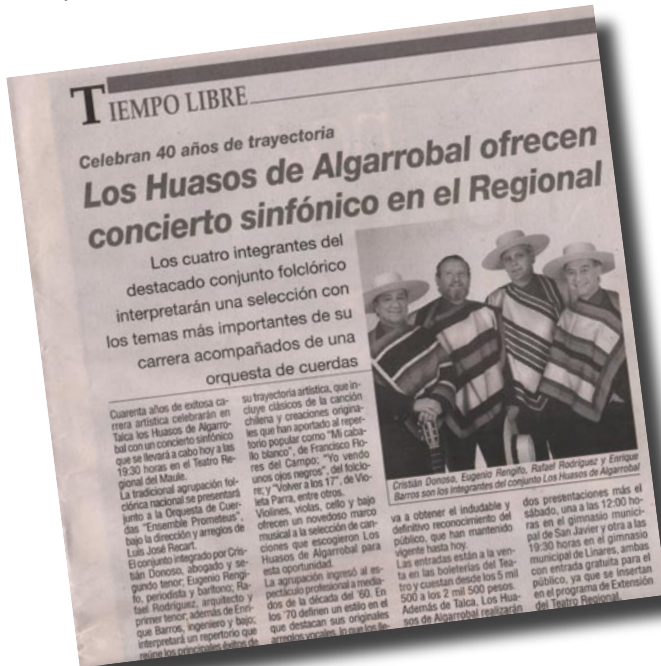 TIEMPO LIBRE
Celebran 40 años de trayectoria
Los Huasos de Algarrobal ofrecen
concierto sinfónico en el Regional
Los cuatro integrantes del
destacado conjunto folclórico
interpretarán una selección con
los temas más importantes de su
carrera acompañados de una
orquesta de cuerdas
Cuarenta años de exitosa ca-
rrera artística celebrarán en
Talca los Huasos de Algarro-
bal con un concierto sinfónico
que se llevará a cabo hoy a las
19:30 horas en el Teatro Re-
gional del Maule.
La tradicional agrupación fol-
clórica nacional se presentará
junto a la Orquesta de Cuer-
das "Ensemble Prometeus",
bajo la dirección y arreglos de
Luis José Recart.
El conjunto integrado por Cris-
tián Donoso, abogado y se-
gundo tenor; Eugenio Rengi-
fo, periodista y barítono; Ra-
fael Rodríguez, arquitecto y
primer tenor; además de Enri-
que Barros, ingeniero y bajo;
interpretará un repertorio que
reúne los principales éxitos de
su trayectoria artística, que in-
cluye clásicos de la canción
chilena y creaciones origina-
les que han aportado al reper-
torio popular como "Mi caba-
llo blanco", de Francisco Flo-
res del Campo; "Yo vendo
unos ojos negros", del folclo-
re; y "Volver a los 17", de Vio-
leta Parra, entre otros.
Violines, violas, cello y bajo
ofrecen un novedoso marco
musical a la selección de can-
ciones que escogieron Los
Huasos de Algarrobal para
esta oportunidad.
La agrupación ingresó al es-
pectáculo profesional a media-
dos de la década del '60. En
los '70 definen un estilo en el
que destacan sus originales
arreglos vocales, lo que los lle-
Cristián Donoso, Eugenio Rengifo, Rafael Rodríguez y Enrique
Barros son los integrantes del conjunto Los Huasos de Algarrobal
va a obtener el indudable y
definitivo reconocimiento del
público, que han mantenido
vigente hasta hoy.
Las entradas están a la ven-
ta en las boleterías del Tea-
tro y cuestan desde los 5 mil
500 a los 2 mil 500 pesos.
Además de Talca, Los Hua-
sos de Algarrobal realizarán
dos presentaciones más el
sábado, una a las 12:00 ho-
ras en el gimnasio munici-
pal de San Javier y otra a las
19:30 horas en el gimnasio
municipal de Linares, ambas
con entrada gratuita para el
público, ya que se insertan
en el programa de Extensión
del Teatro Regional.